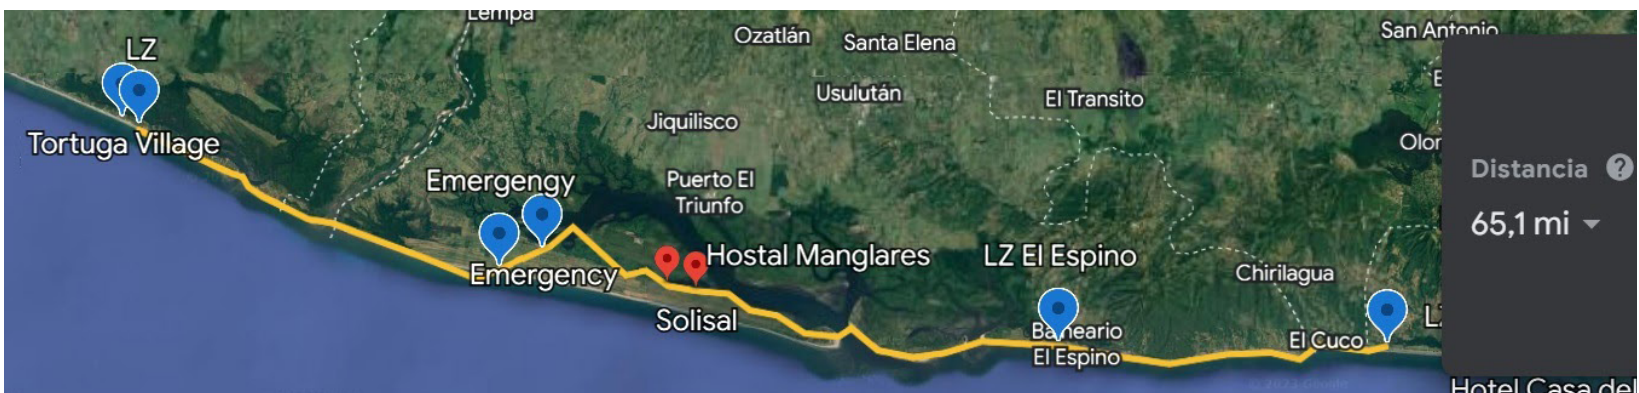 Lempa
Ozatlán
Santa Elena
San Antonio
LZ
Usulután
El Transito
Jiquilisco
Tortuga Village
Olor
Distancia ?
Emergengy
Puerto El
Triunfo
65,1 mi
Hostal Manglares
LZ El Espino
Chirilagua
Emergency
Solisal
Balneario
El Espino
El Cuco
L
Hotel Casa del